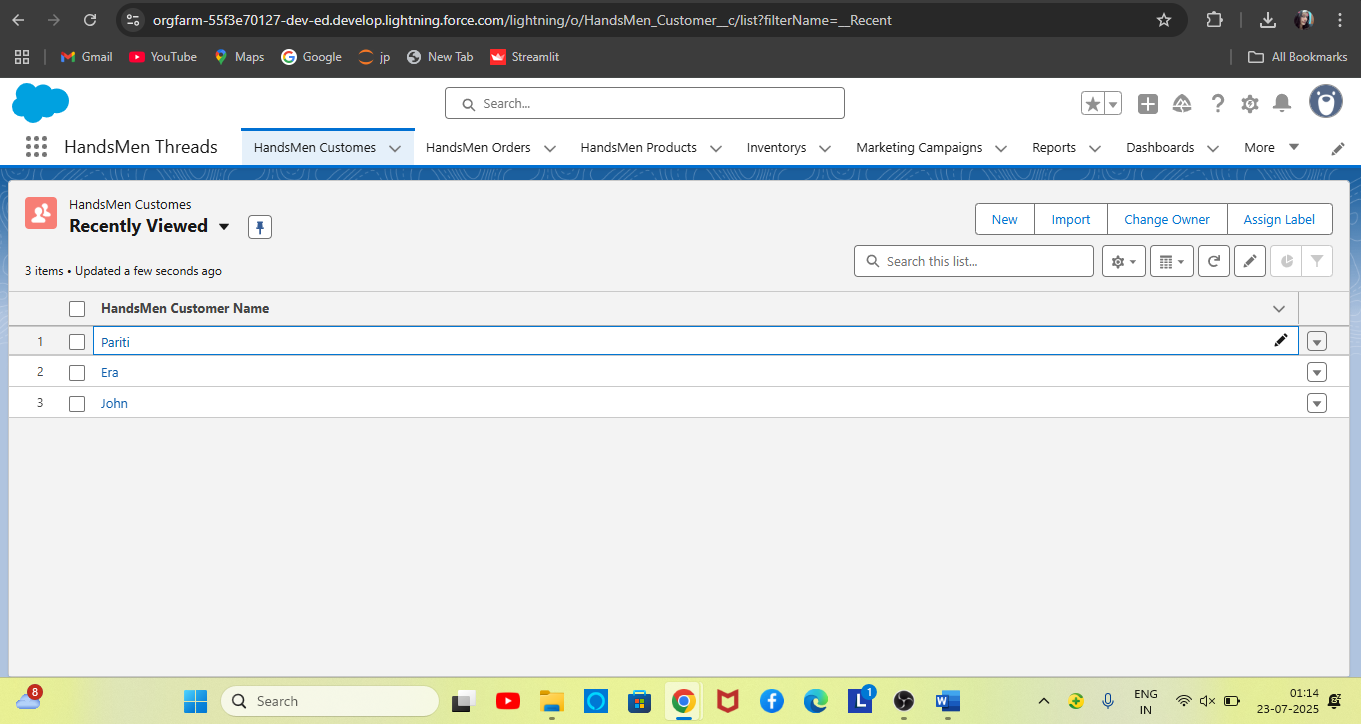 orgfarm-55f3e70127-dev-ed.develop.lightning.force.com/lightning/o/HandsMen_Customer__c/list?filterName=__Recent
Gmail YouTube Maps Google jp New Tab Streamlit All Bookmarks
Search...
HandsMen Threads HandsMen Customes HandsMen Orders HandsMen Products Inventorys Marketing Campaigns Reports Dashboards More
HandsMen Customes
Recently Viewed
New Import Change Owner Assign Label
3 items • Updated a few seconds ago
Search this list...
HandsMen Customer Name
1 Pariti
2 Era
3 John
8
Search
L 1
W
ENG
IN
01:14
23-07-2025